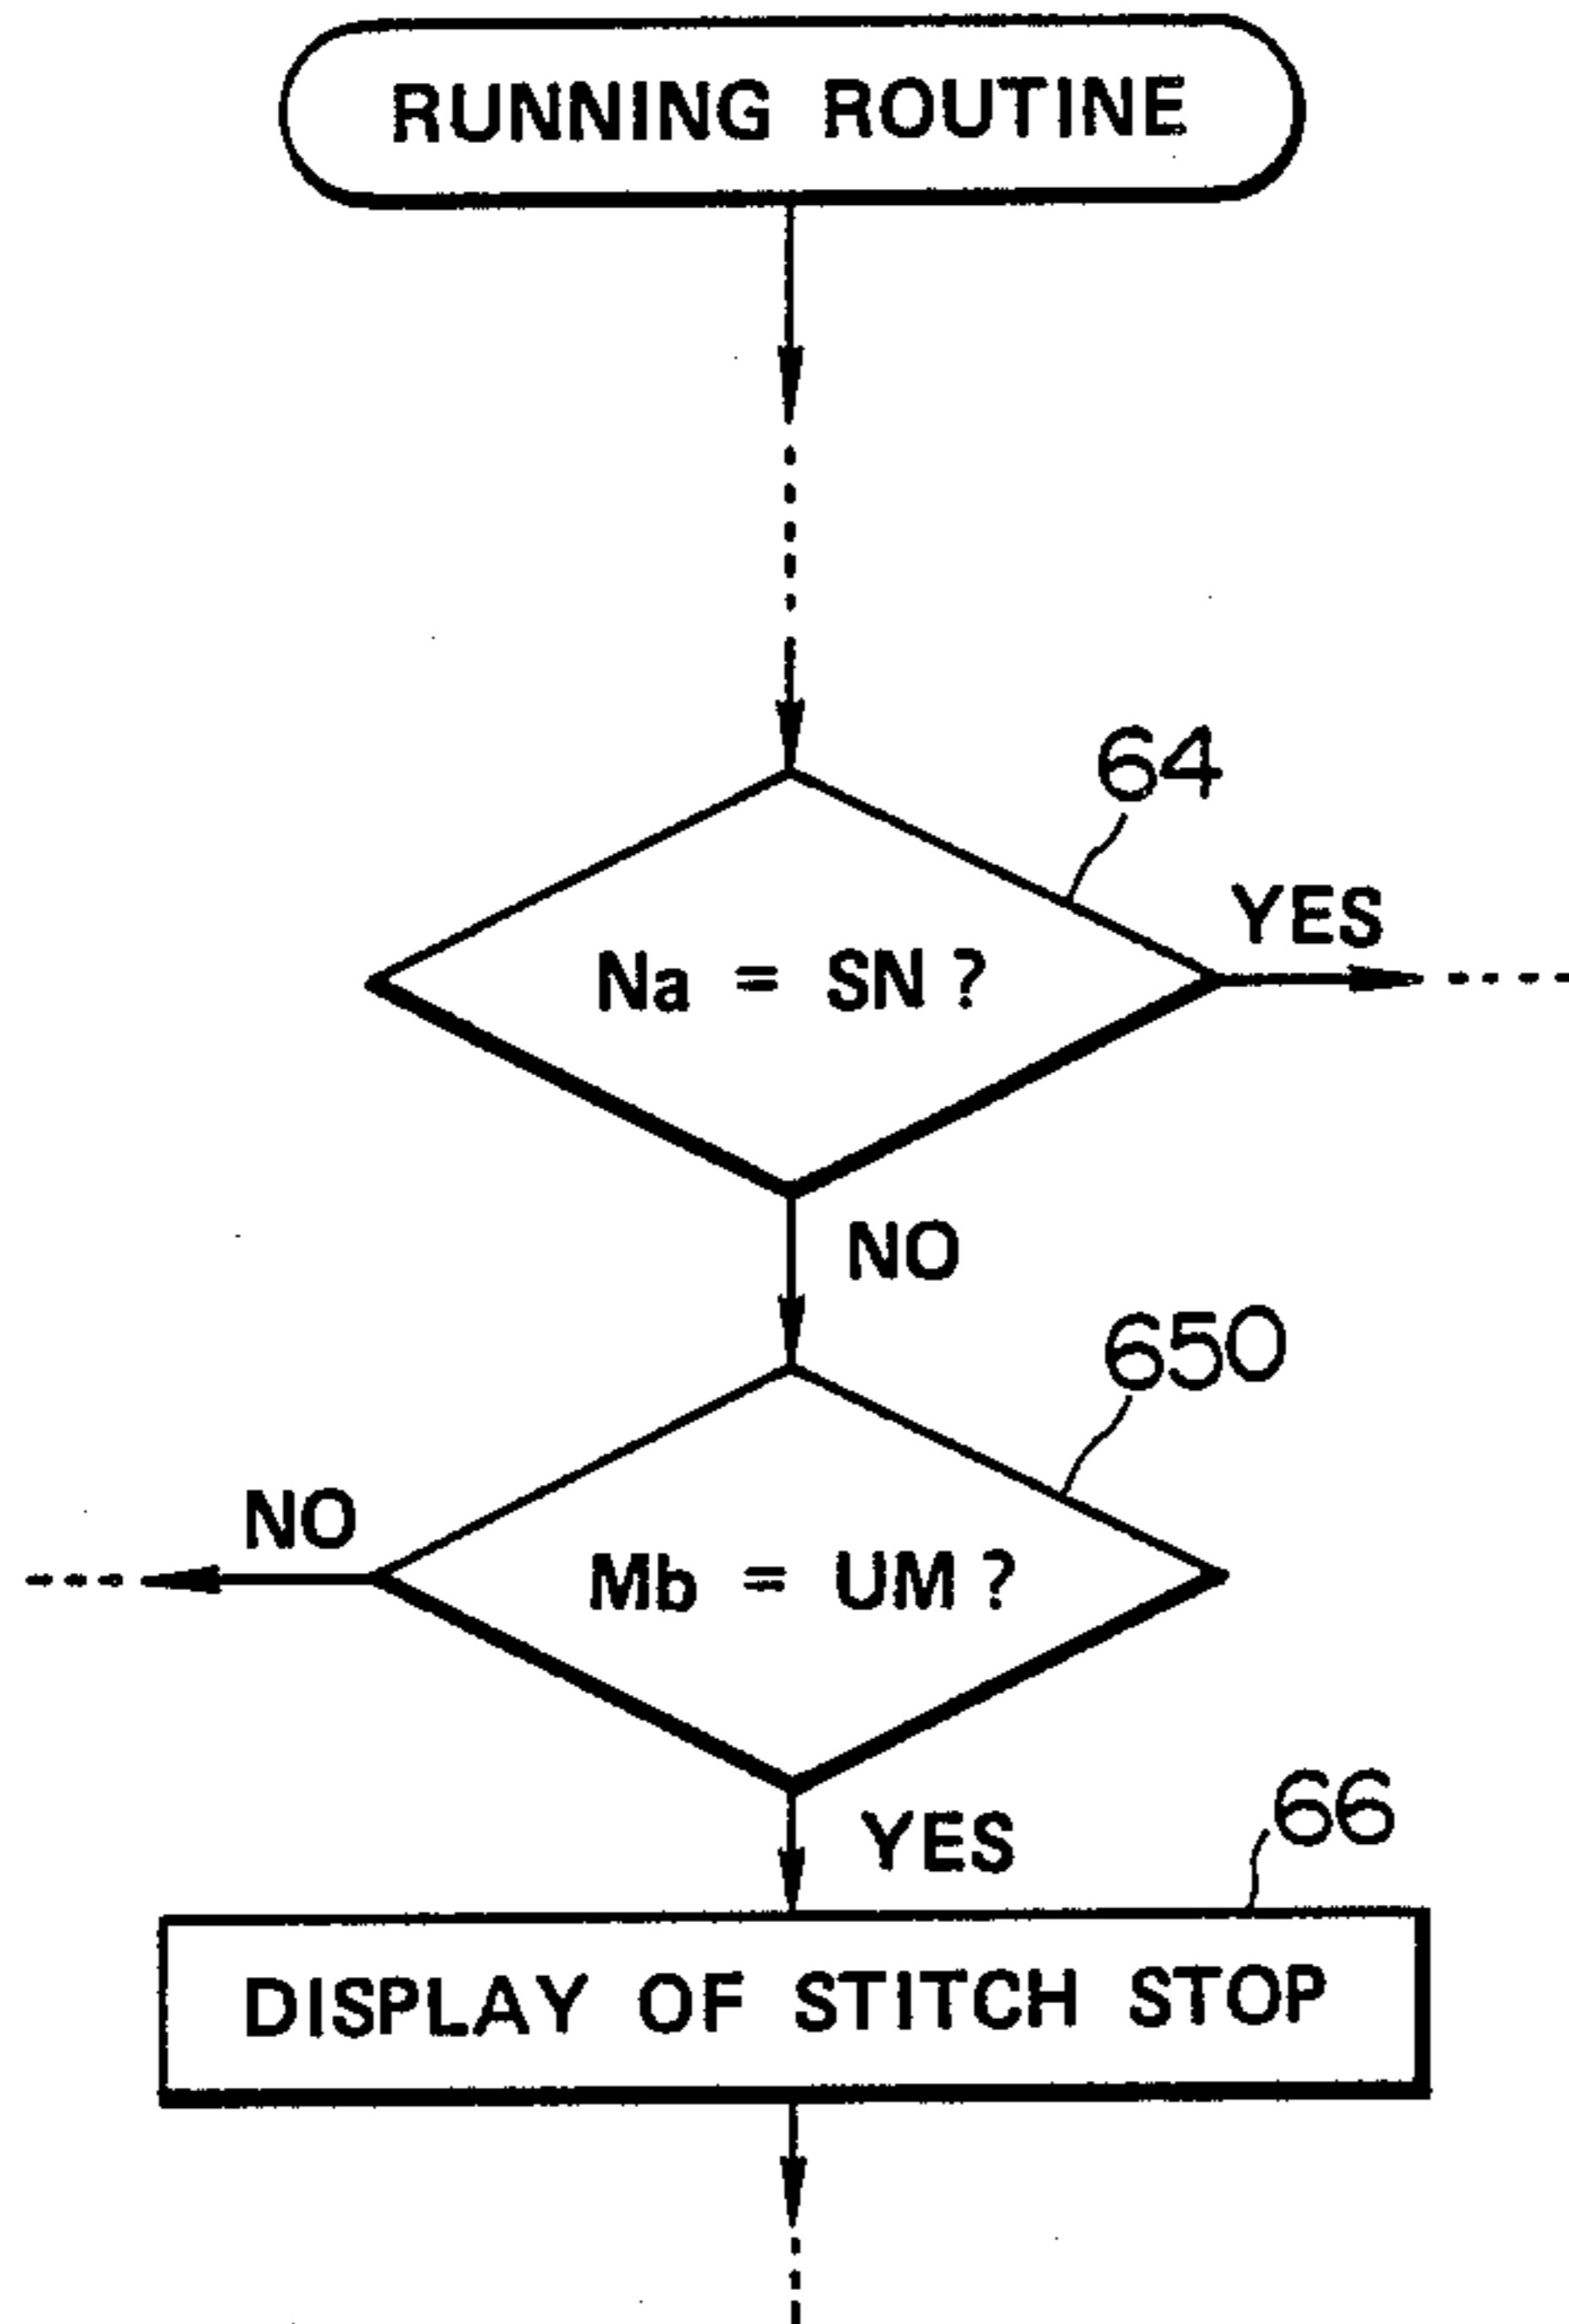 RUNNING ROUTINE
64
YES
Na = SN ?
NO
650
NO
Mb = UM ?
YES
66
DISPLAY OF STITCH STOP